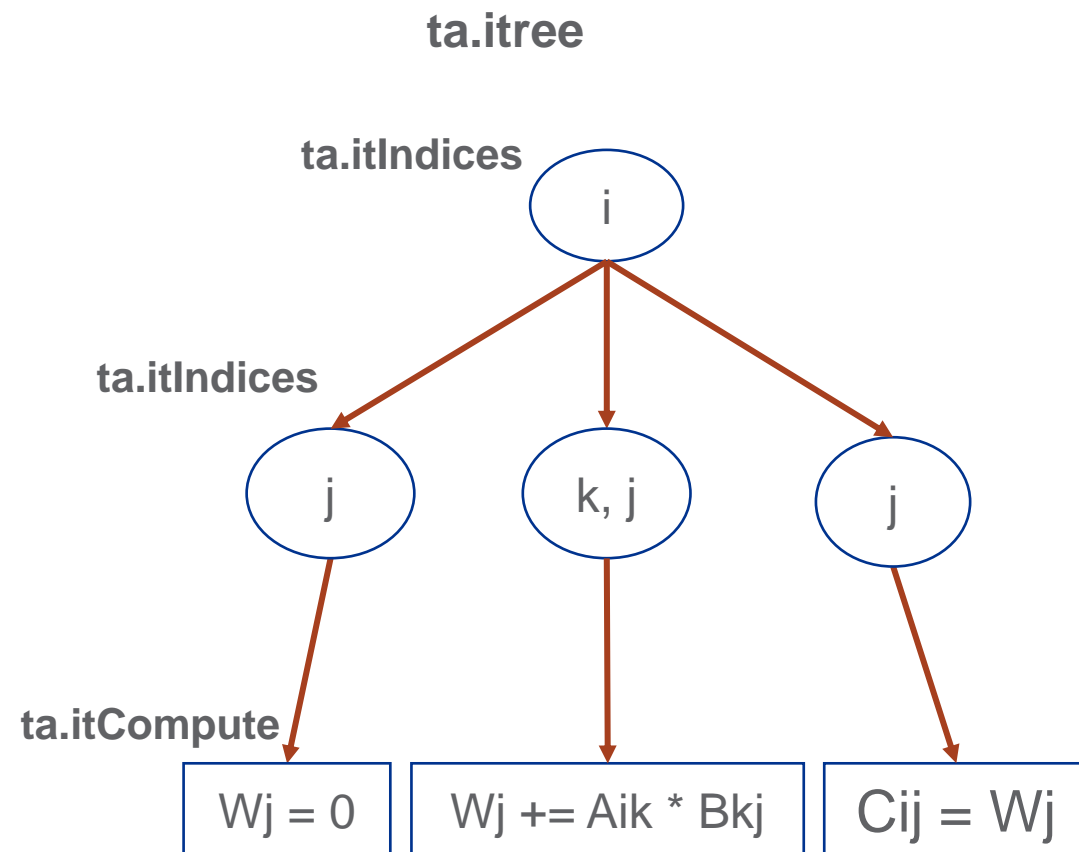 ta.itree
ta.itIndices
i
ta.itIndices
j
k, j
j
ta.itCompute
Wj = 0
Wj += Aik * Bkj
Cij = Wj